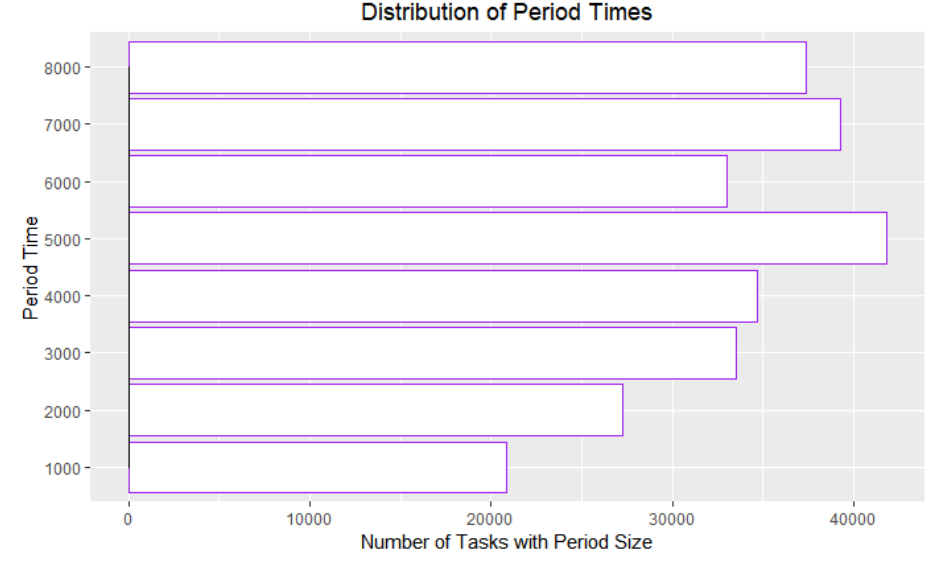 Distribution of Period Times
8000
7000
6000
5000
4000
3000
2000
1000
Period Time
0 10000 20000 30000 40000
Number of Tasks with Period Size